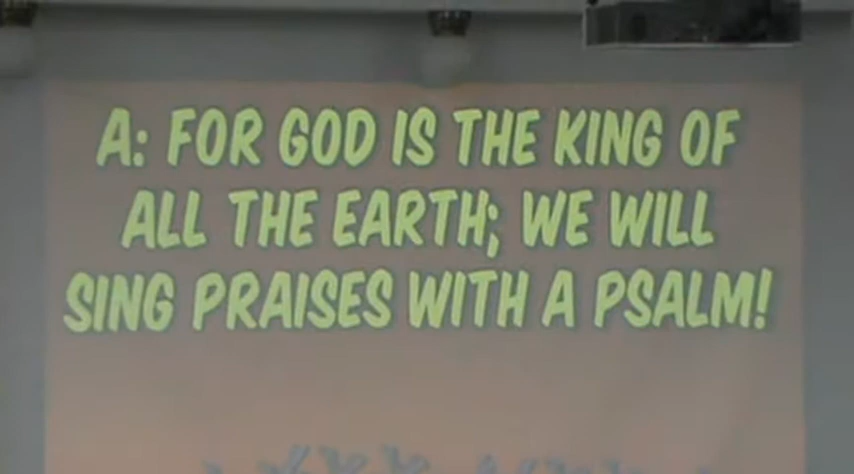 A: FOR GOD IS THE KING OF
ALL THE EARTH; WE WILL
SING PRAISES WITH A PSALM!